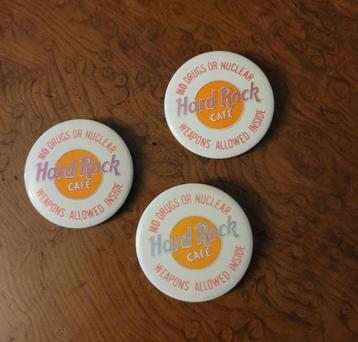 NO DRUGS OR NUCLEAR
Hard Rock
CAFE
WEAPONS ALLOWED INSIDE
NO DRUGS OR NUCLEAR
Hard Rock
CAFE
WEAPONS ALLOWED INSIDE
NO DRUGS OR NUCLEAR
Hard Rock
CAFE
WEAPONS ALLOWED INSIDE